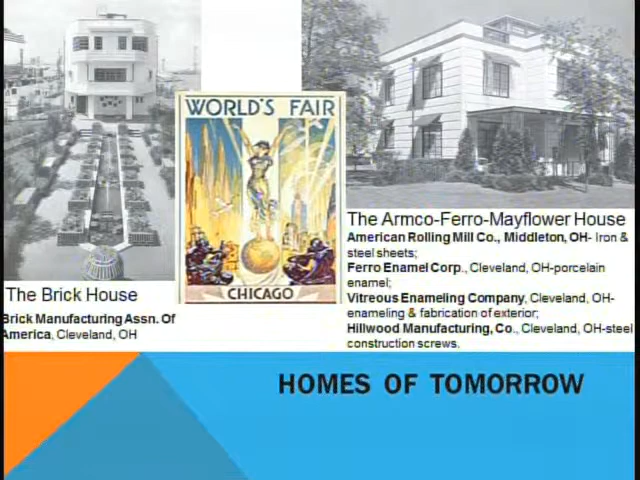 WORLD'S FAIR
CHICAGO
The Brick House
Brick Manufacturing Assn. Of
America, Cleveland, OH
The Armco-Ferro-Mayflower House
American Rolling Mill Co., Middleton, OH- Iron &
steel sheets;
Ferro Enamel Corp., Cleveland, OH-porcelain
enamel;
Vitreous Enameling Company, Cleveland, OH-
enameling & fabrication of exterior;
Hillwood Manufacturing, Co., Cleveland, OH-steel
construction screws.
HOMES OF TOMORROW